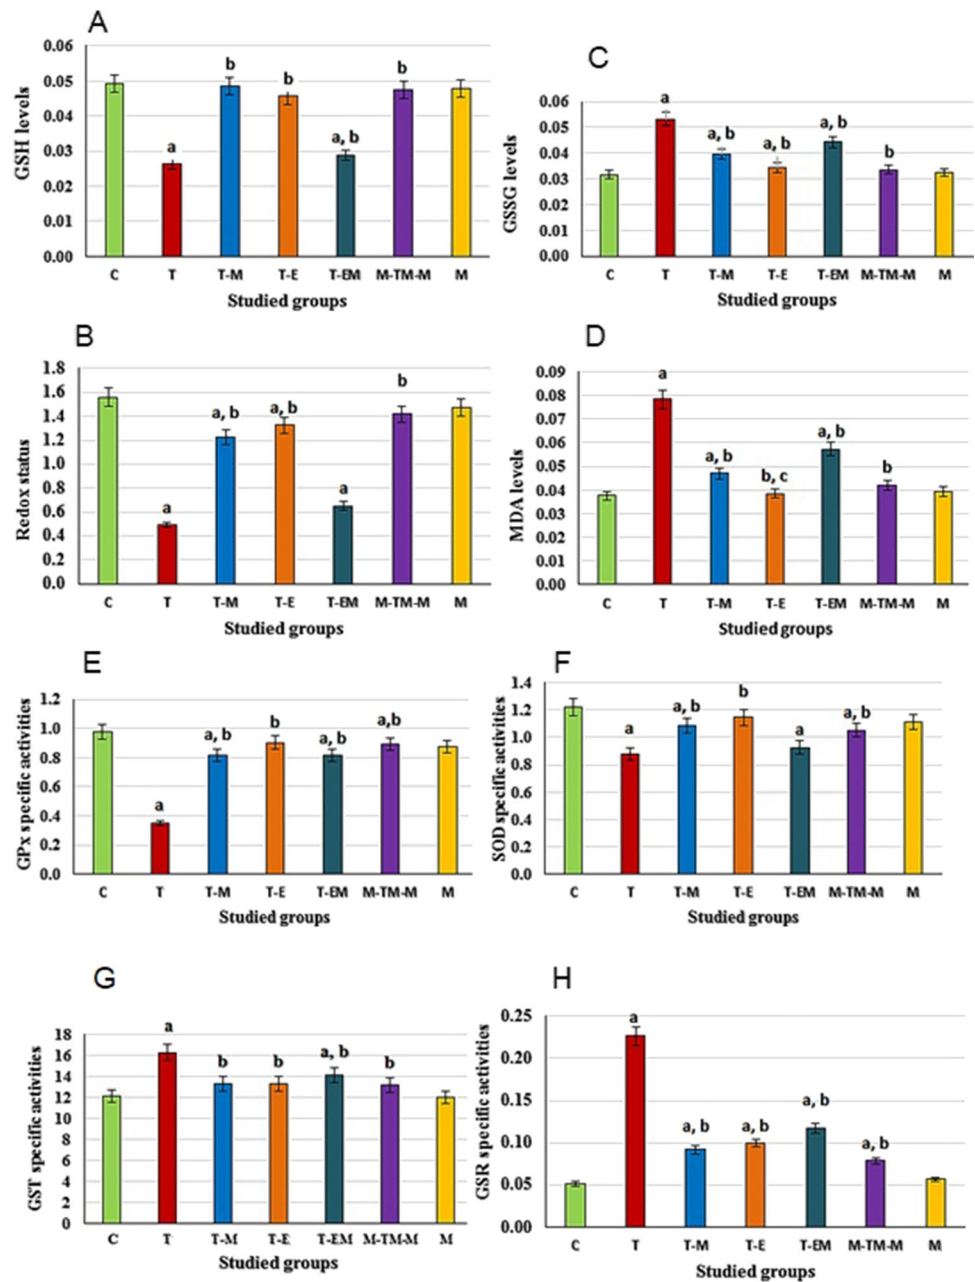 A
GSH levels
0.06
0.05
0.04
0.03
0.02
0.01
0.00
a
b
b
a, b
b
C T T-M T-E T-EM M-TM-M M
Studied groups
C
GSSG levels
0.06
0.05
0.04
0.03
0.02
0.01
0.00
a
a, b
a, b
a, b
b
C T T-M T-E T-EM M-TM-M M
Studied groups
B
Redox status
1.8
1.6
1.4
1.2
1.0
0.8
0.6
0.4
0.2
0.0
a
a, b
a, b
a
b
C T T-M T-E T-EM M-TM-M M
Studied groups
D
MDA levels
0.09
0.08
0.06
0.05
0.04
0.03
0.02
0.01
0.00
a
a, b
b, c
a, b
b
C T T-M T-E T-EM M-TM-M M
Studied groups
E
GPx specific activities
1.2
1.0
0.8
0.6
0.4
0.2
0.0
a
a, b
b
a, b
a,b
C T T-M T-E T-EM M-TM-M M
Studied groups
F
SOD specific activities
1.4
1.2
1.0
0.8
0.6
0.4
0.2
0.0
a
a, b
b
a
a, b
C T T-M T-E T-EM M-TM-M M
Studied groups
G
GST specific activities
18
16
14
12
10
8
6
4
2
0
a
b
b
a, b
b
C T T-M T-E T-EM M-TM-M M
Studied groups
H
GSR specific activities
0.25
0.20
0.15
0.10
0.05
0.00
a
a, b
a, b
a, b
a, b
C T T-M T-E T-EM M-TM-M M
Studied groups